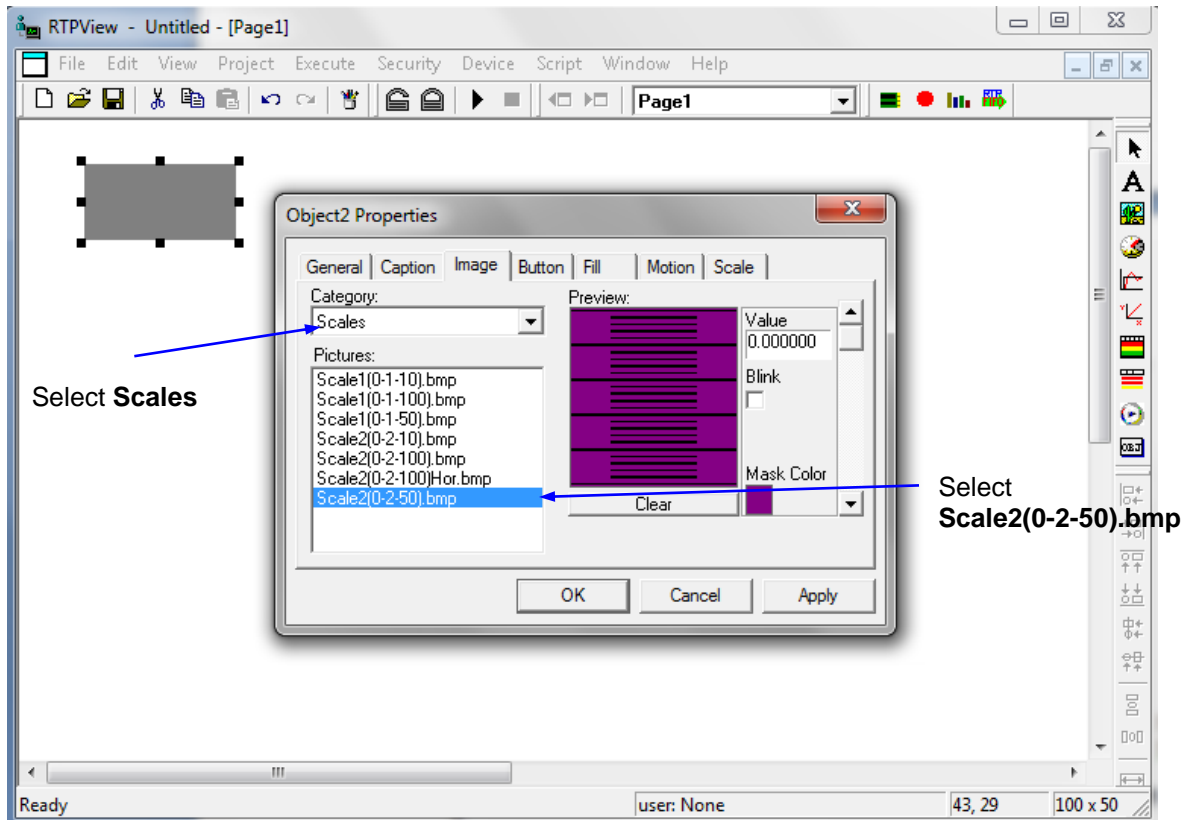 RTPView - Untitled - [Page1]
File Edit View Project Execute Security Device Script Window Help
Page1
RTP
FIFO
Object2 Properties
General Caption Image Button Fill Motion Scale
Category:
Scales
Pictures:
Scale1(0-1-10).bmp
Scale1(0-1-100).bmp
Scale1(0-1-50).bmp
Scale2(0-2-10).bmp
Scale2(0-2-100).bmp
Scale2(0-2-100)Hor.bmp
Scale2(0-2-50).bmp
Preview:
Clear
Value
0.000000
Blink
Mask Color
OK Cancel Apply
Select Scales
Select
Scale2(0-2-50).bmp
A
OBJ
Ready
user: None
43, 29
100 x 50